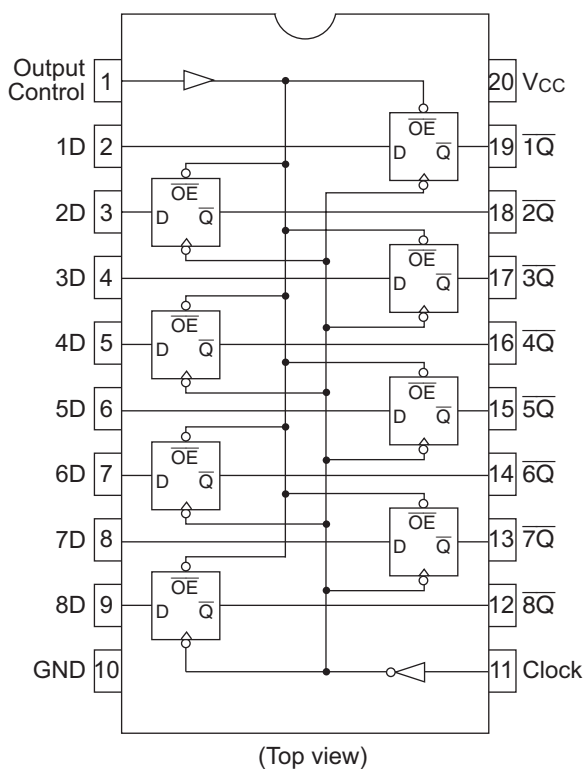 Output
Control 1 20 VCC
OE
1D 2 D Q̅ 19 1Q̅
OE
2D 3 D Q̅ 18 2Q̅
OE
3D 4 D Q̅ 17 3Q̅
OE
4D 5 D Q̅ 16 4Q̅
OE
5D 6 D Q̅ 15 5Q̅
OE
6D 7 D Q̅ 14 6Q̅
OE
7D 8 D Q̅ 13 7Q̅
OE
8D 9 D Q̅ 12 8Q̅
GND 10 11 Clock
(Top view)